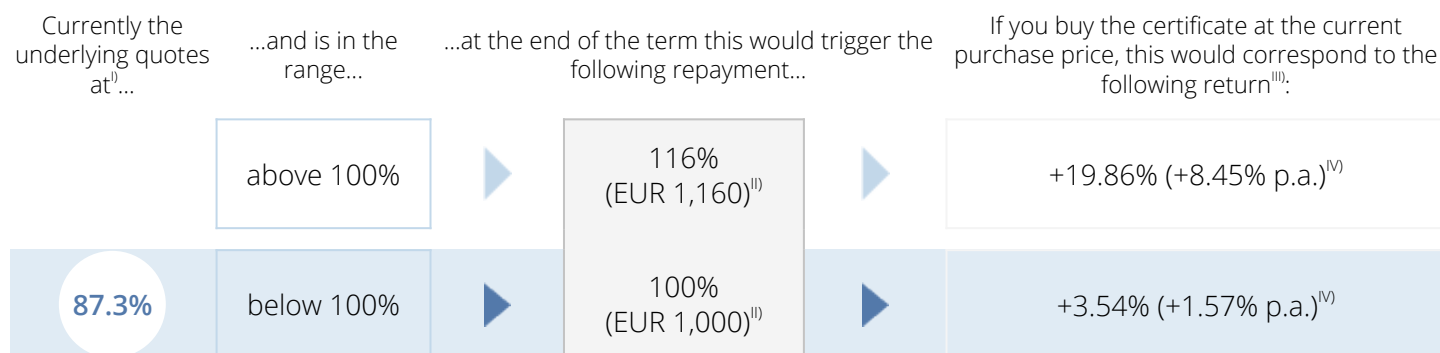 Currently the
underlying quotes
at^I)...
...and is in the
range...
...at the end of the term this would trigger the
following repayment...
If you buy the certificate at the current
purchase price, this would correspond to the
following return^III):
above 100%
116%
(EUR 1,160)^II)
+19.86% (+8.45% p.a.)^IV)
87.3%
below 100%
100%
(EUR 1,000)^II)
+3.54% (+1.57% p.a.)^IV)